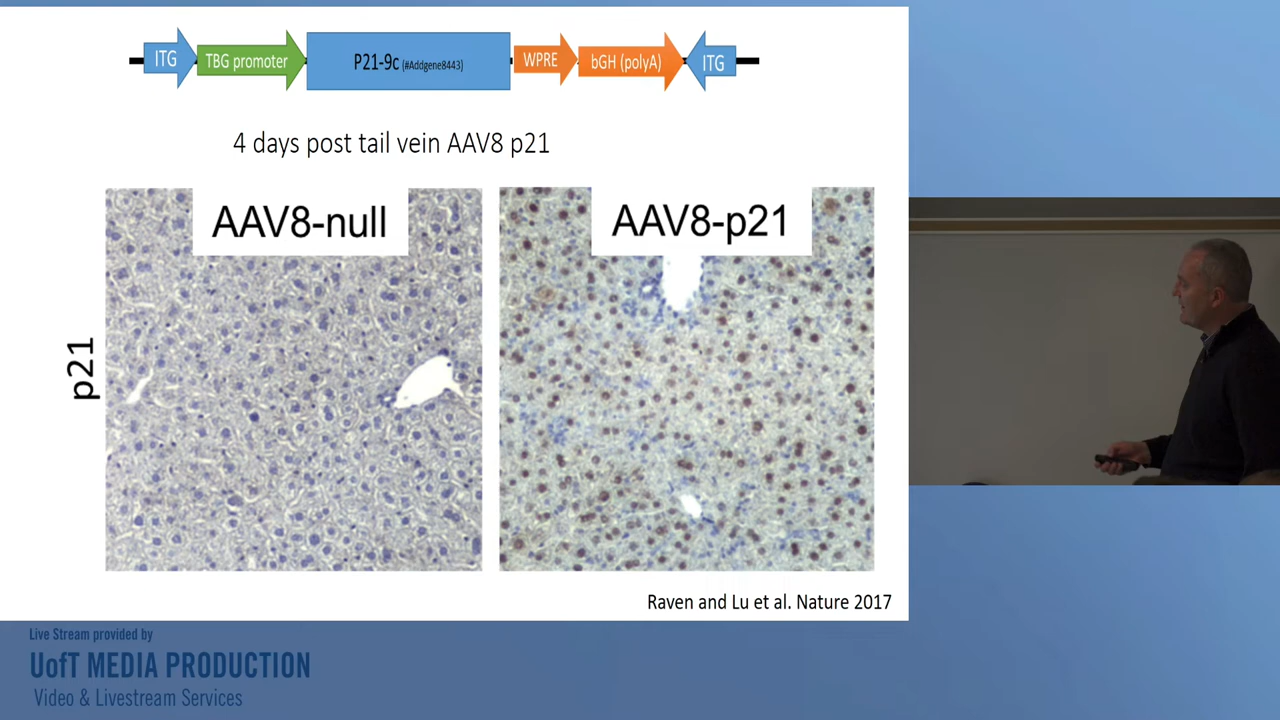 ITG TBG promoter P21-9c (#Addgene8443) WPRE bGH (polyA) ITG
4 days post tail vein AAV8 p21
AAV8-null AAV8-p21
p21
Raven and Lu et al. Nature 2017
Live Stream provided by
UofT MEDIA PRODUCTION
Video & Livestream Services